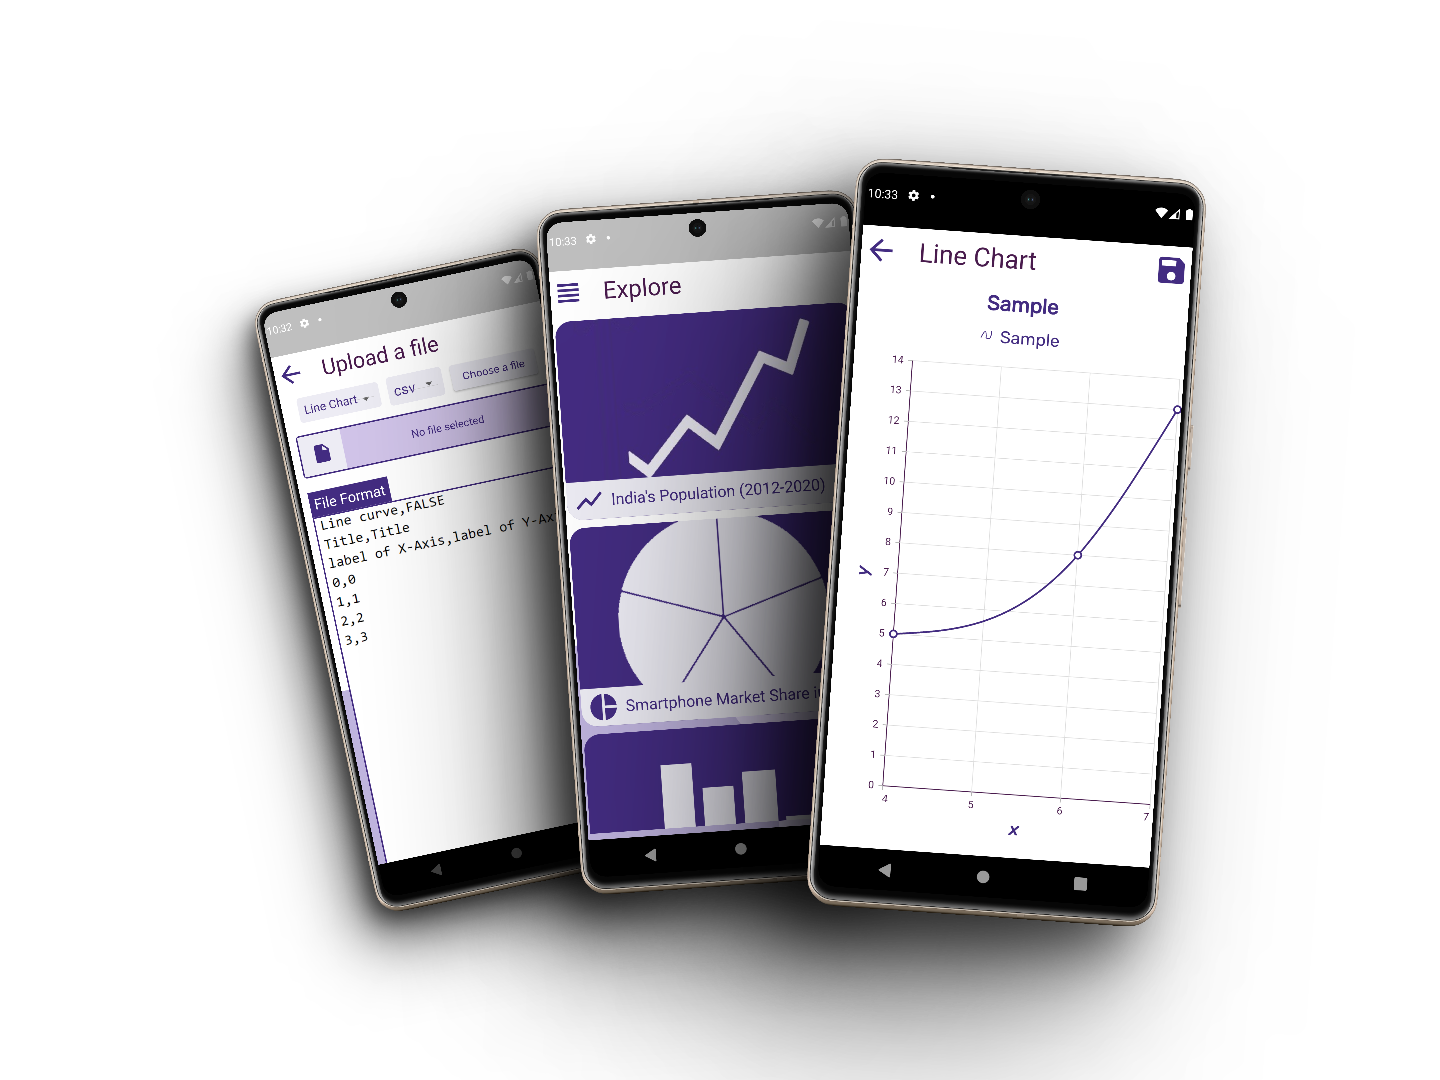 10:32
Upload a file
Line Chart
CSV
Choose a file
No file selected
File Format
Line curve,FALSE
Title,Title
label of X-Axis,label of Y-Ax
0,0
1,1
2,2
3,3
10:33
Explore
India's Population (2012-2020)
Smartphone Market Share i
10:33
Line Chart
Sample
Sample
14
13
12
11
10
9
8
7
6
5
4
3
2
1
0
y
4
5
6
7
x